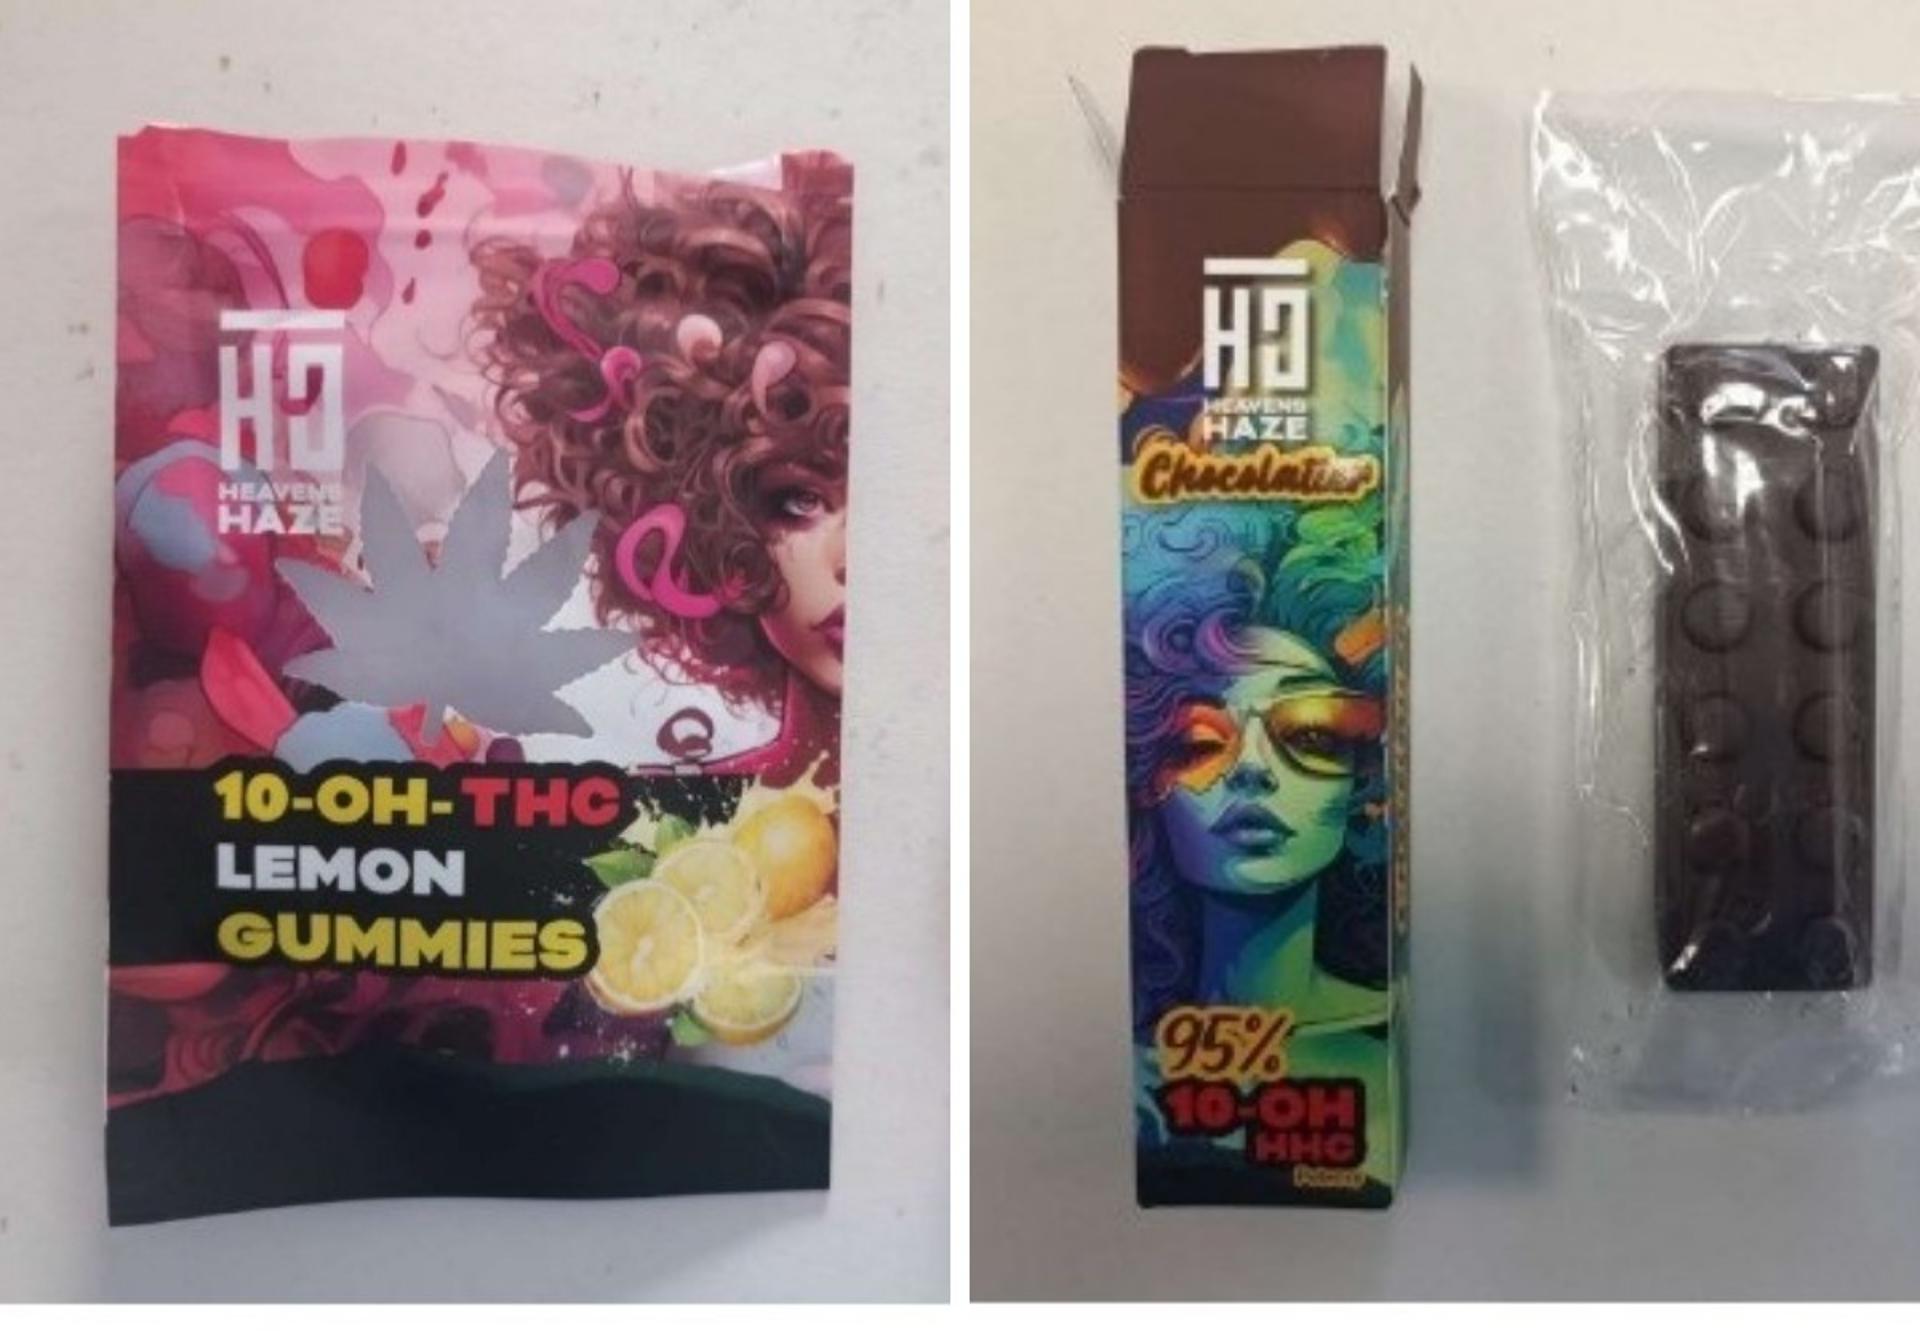 HEAVENS
HAZE
10-OH-THC
LEMON
GUMMIES
HEAVENS
HAZE
Chocolatier
95%
10-OH
HHC